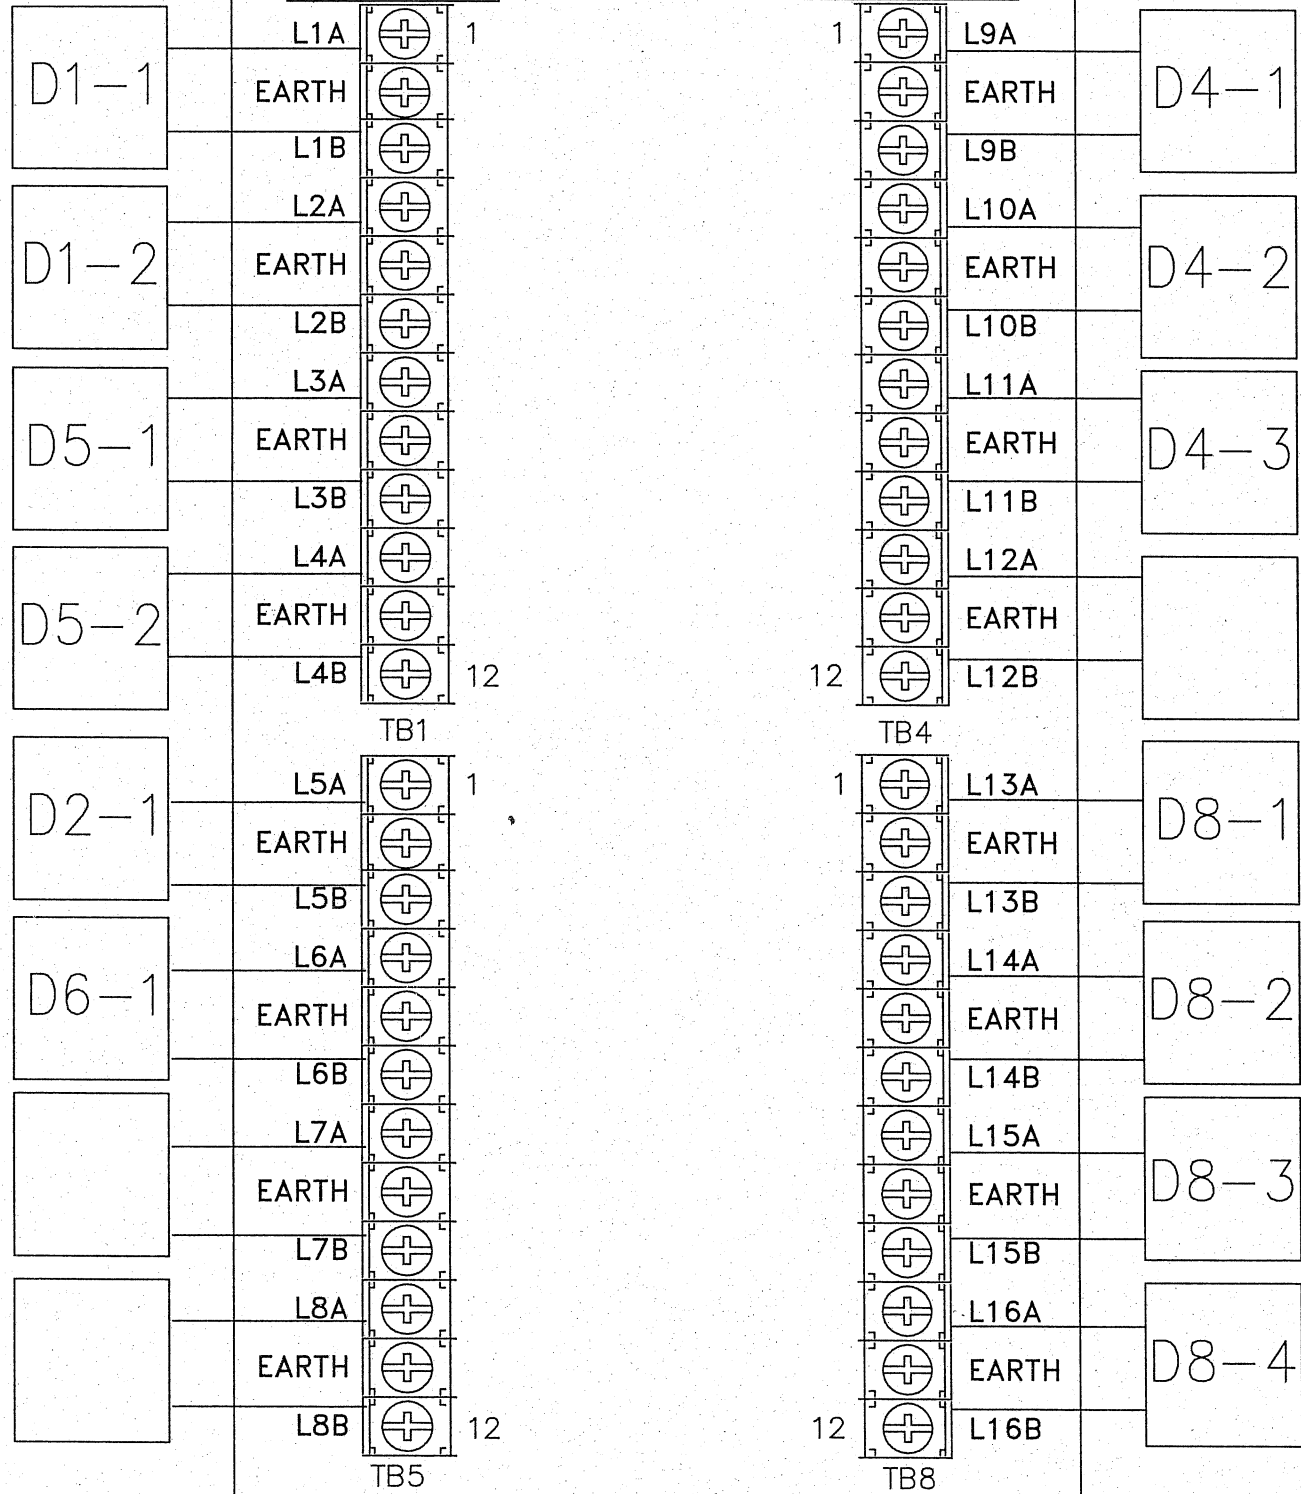 D1-1
L1A
1
EARTH
L1B
D1-2
L2A
EARTH
L2B
D5-1
L3A
EARTH
L3B
D5-2
L4A
EARTH
L4B
12
TB1
D2-1
L5A
1
EARTH
L5B
D6-1
L6A
EARTH
L6B
L7A
EARTH
L7B
L8A
EARTH
L8B
12
TB5
1
L9A
D4-1
EARTH
L9B
L10A
D4-2
EARTH
L10B
L11A
D4-3
EARTH
L11B
L12A
EARTH
12
L12B
TB4
1
L13A
D8-1
EARTH
L13B
L14A
D8-2
EARTH
L14B
L15A
D8-3
EARTH
L15B
L16A
D8-4
EARTH
12
L16B
TB8